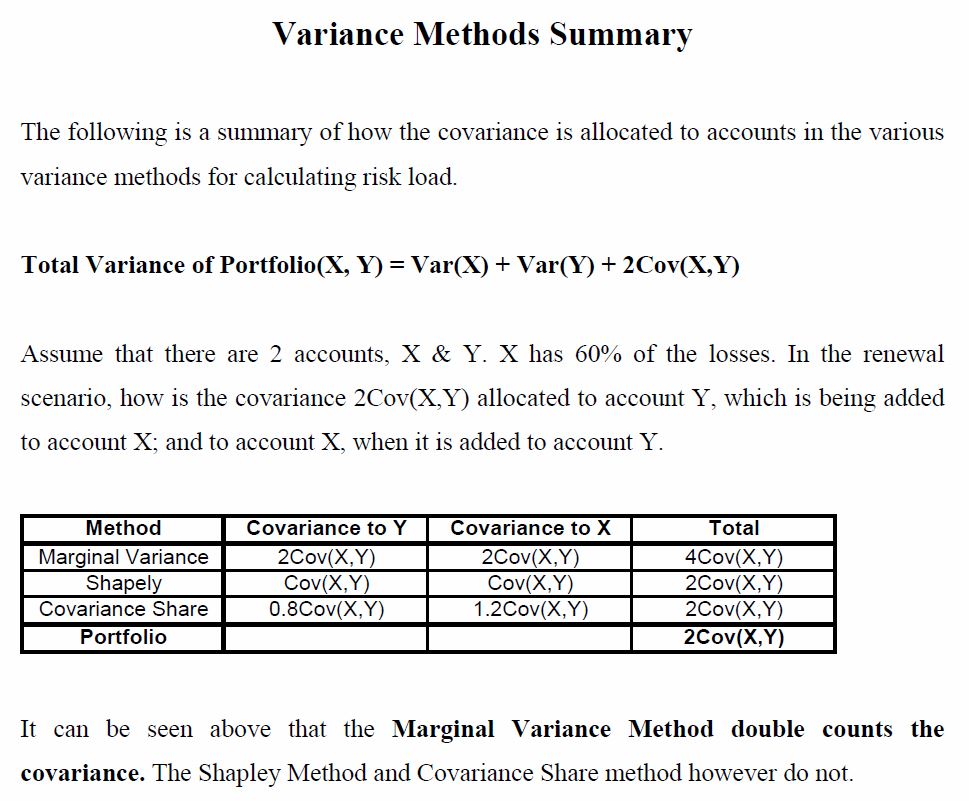 Variance Methods Summary
The following is a summary of how the covariance is allocated to accounts in the various
variance methods for calculating risk load.
Total Variance of Portfolio(X, Y) = Var(X) + Var(Y) + 2Cov(X,Y)
Assume that there are 2 accounts, X & Y. X has 60% of the losses. In the renewal
scenario, how is the covariance 2Cov(X,Y) allocated to account Y, which is being added
to account X; and to account X, when it is added to account Y.
Method Covariance to Y Covariance to X Total
Marginal Variance 2Cov(X,Y) 2Cov(X,Y) 4Cov(X,Y)
Shapely Cov(X,Y) Cov(X,Y) 2Cov(X,Y)
Covariance Share 0.8Cov(X,Y) 1.2Cov(X,Y) 2Cov(X,Y)
Portfolio 2Cov(X,Y)
It can be seen above that the Marginal Variance Method double counts the
covariance. The Shapley Method and Covariance Share method however do not.